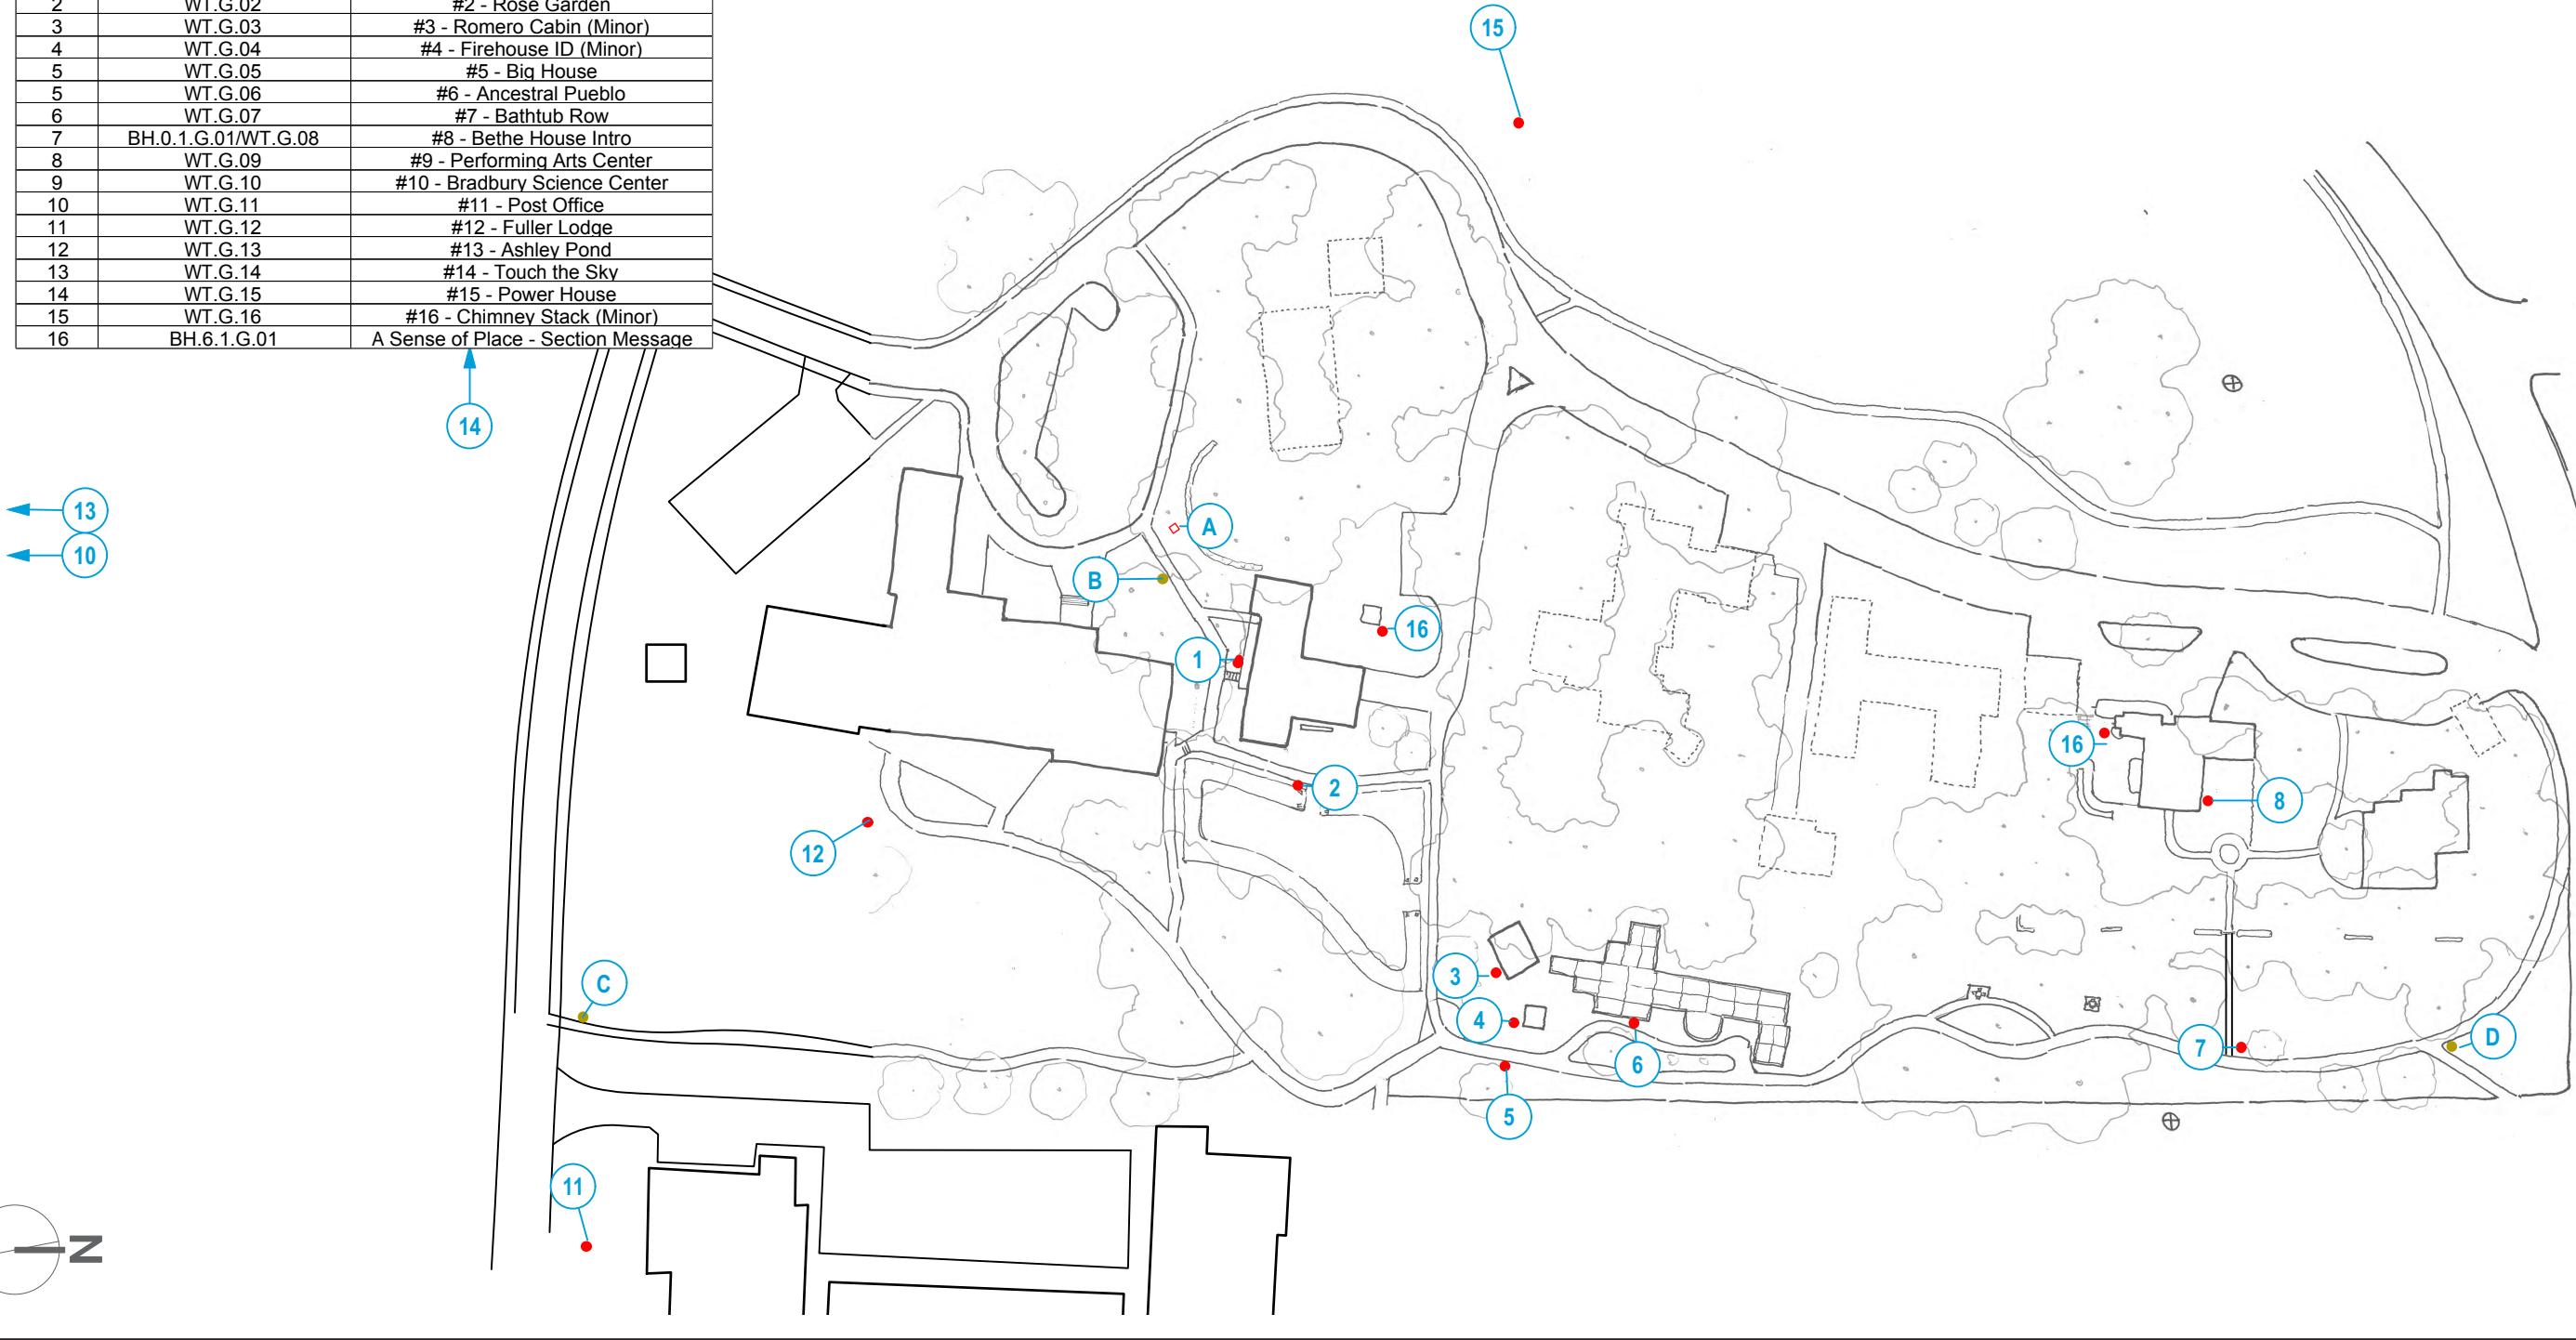 2 WT.G.02 #2 - Rose Garden
3 WT.G.03 #3 - Romero Cabin (Minor)
4 WT.G.04 #4 - Firehouse ID (Minor)
5 WT.G.05 #5 - Big House
5 WT.G.06 #6 - Ancestral Pueblo
6 WT.G.07 #7 - Bathtub Row
7 BH.0.1.G.01/WT.G.08 #8 - Bethe House Intro
8 WT.G.09 #9 - Performing Arts Center
9 WT.G.10 #10 - Bradbury Science Center
10 WT.G.11 #11 - Post Office
11 WT.G.12 #12 - Fuller Lodge
12 WT.G.13 #13 - Ashley Pond
13 WT.G.14 #14 - Touch the Sky
14 WT.G.15 #15 - Power House
15 WT.G.16 #16 - Chimney Stack (Minor)
16 BH.6.1.G.01 A Sense of Place - Section Message
15
14
13
10
A
B
16
1
16
2
8
12
3
C
4
6
7
D
5
11
N